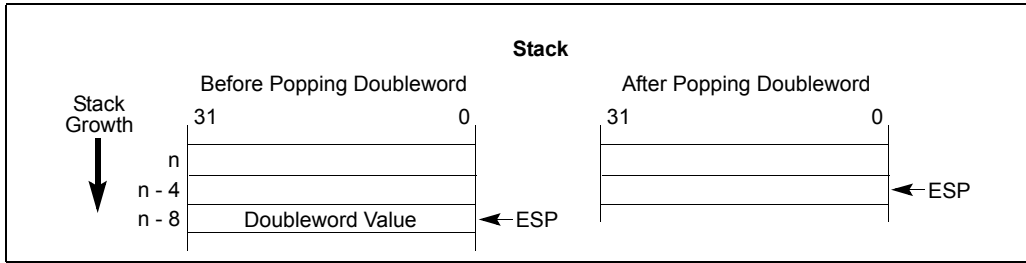 Stack
Before Popping Doubleword
After Popping Doubleword
Stack
Growth
31 0
31 0
n
n - 4
ESP
n - 8 Doubleword Value
ESP